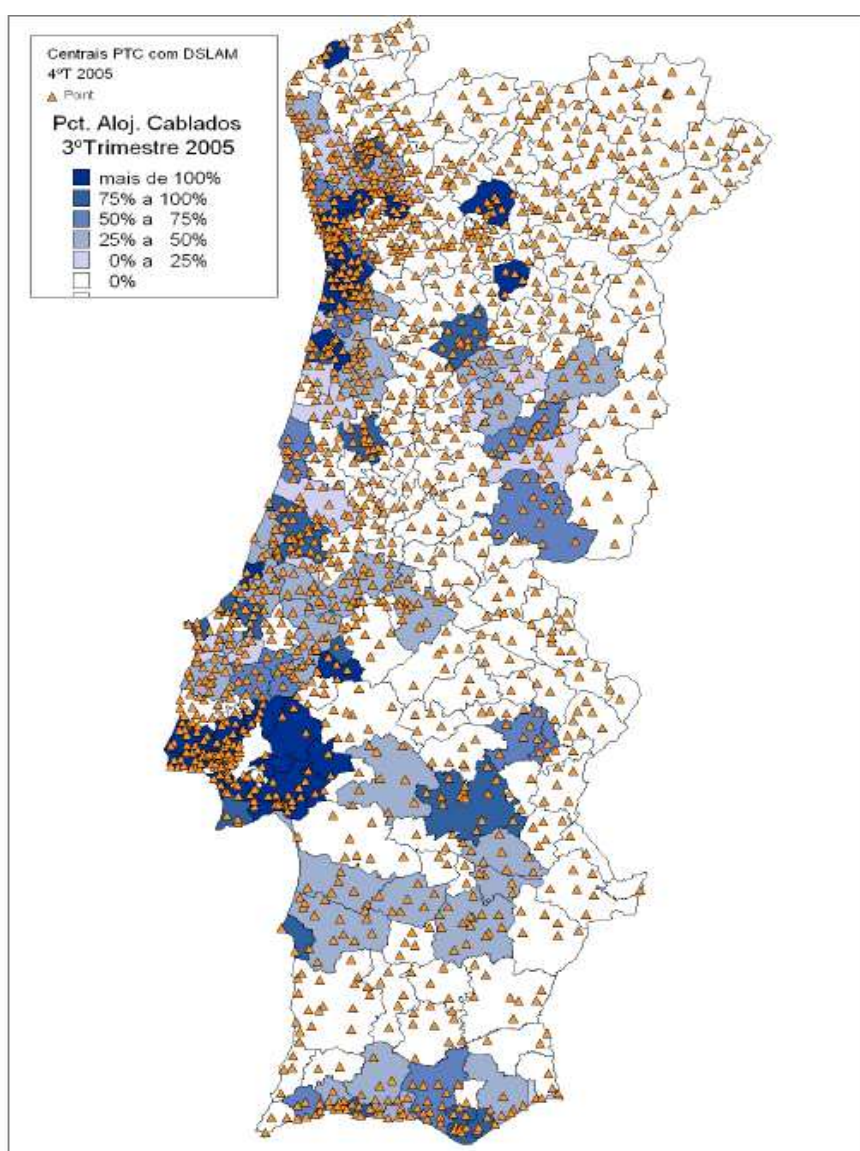 Centrais PTC com DSLAM
4ºT 2005
Point
Pct. Aloj. Cablados
3ºTrimestre 2005
mais de 100%
75% a 100%
50% a 75%
25% a 50%
0% a 25%
0%